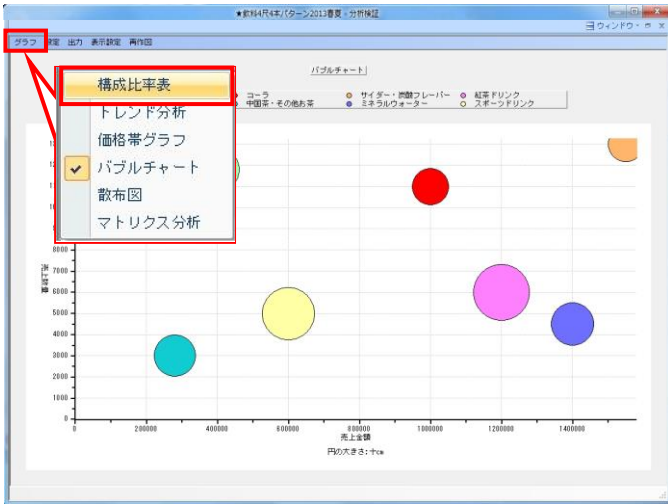 ★飲料4尺4本パターン2013春夏 - 分析検証
ウィンドウ
グラフ 設定 出力 表示設定 再作図
バブルチャート
構成比率表
トレンド分析
価格帯グラフ
バブルチャート
散布図
マトリクス分析
コーラ サイダー・炭酸フレーバー 紅茶ドリンク
中国茶・その他お茶 ミネラルウォーター スポーツドリンク
8000
7000
6000
5000
4000
3000
2000
1000
0
売上数量
0 200000 400000 600000 800000 1000000 1200000 1400000
売上金額
円の大きさ:十cm